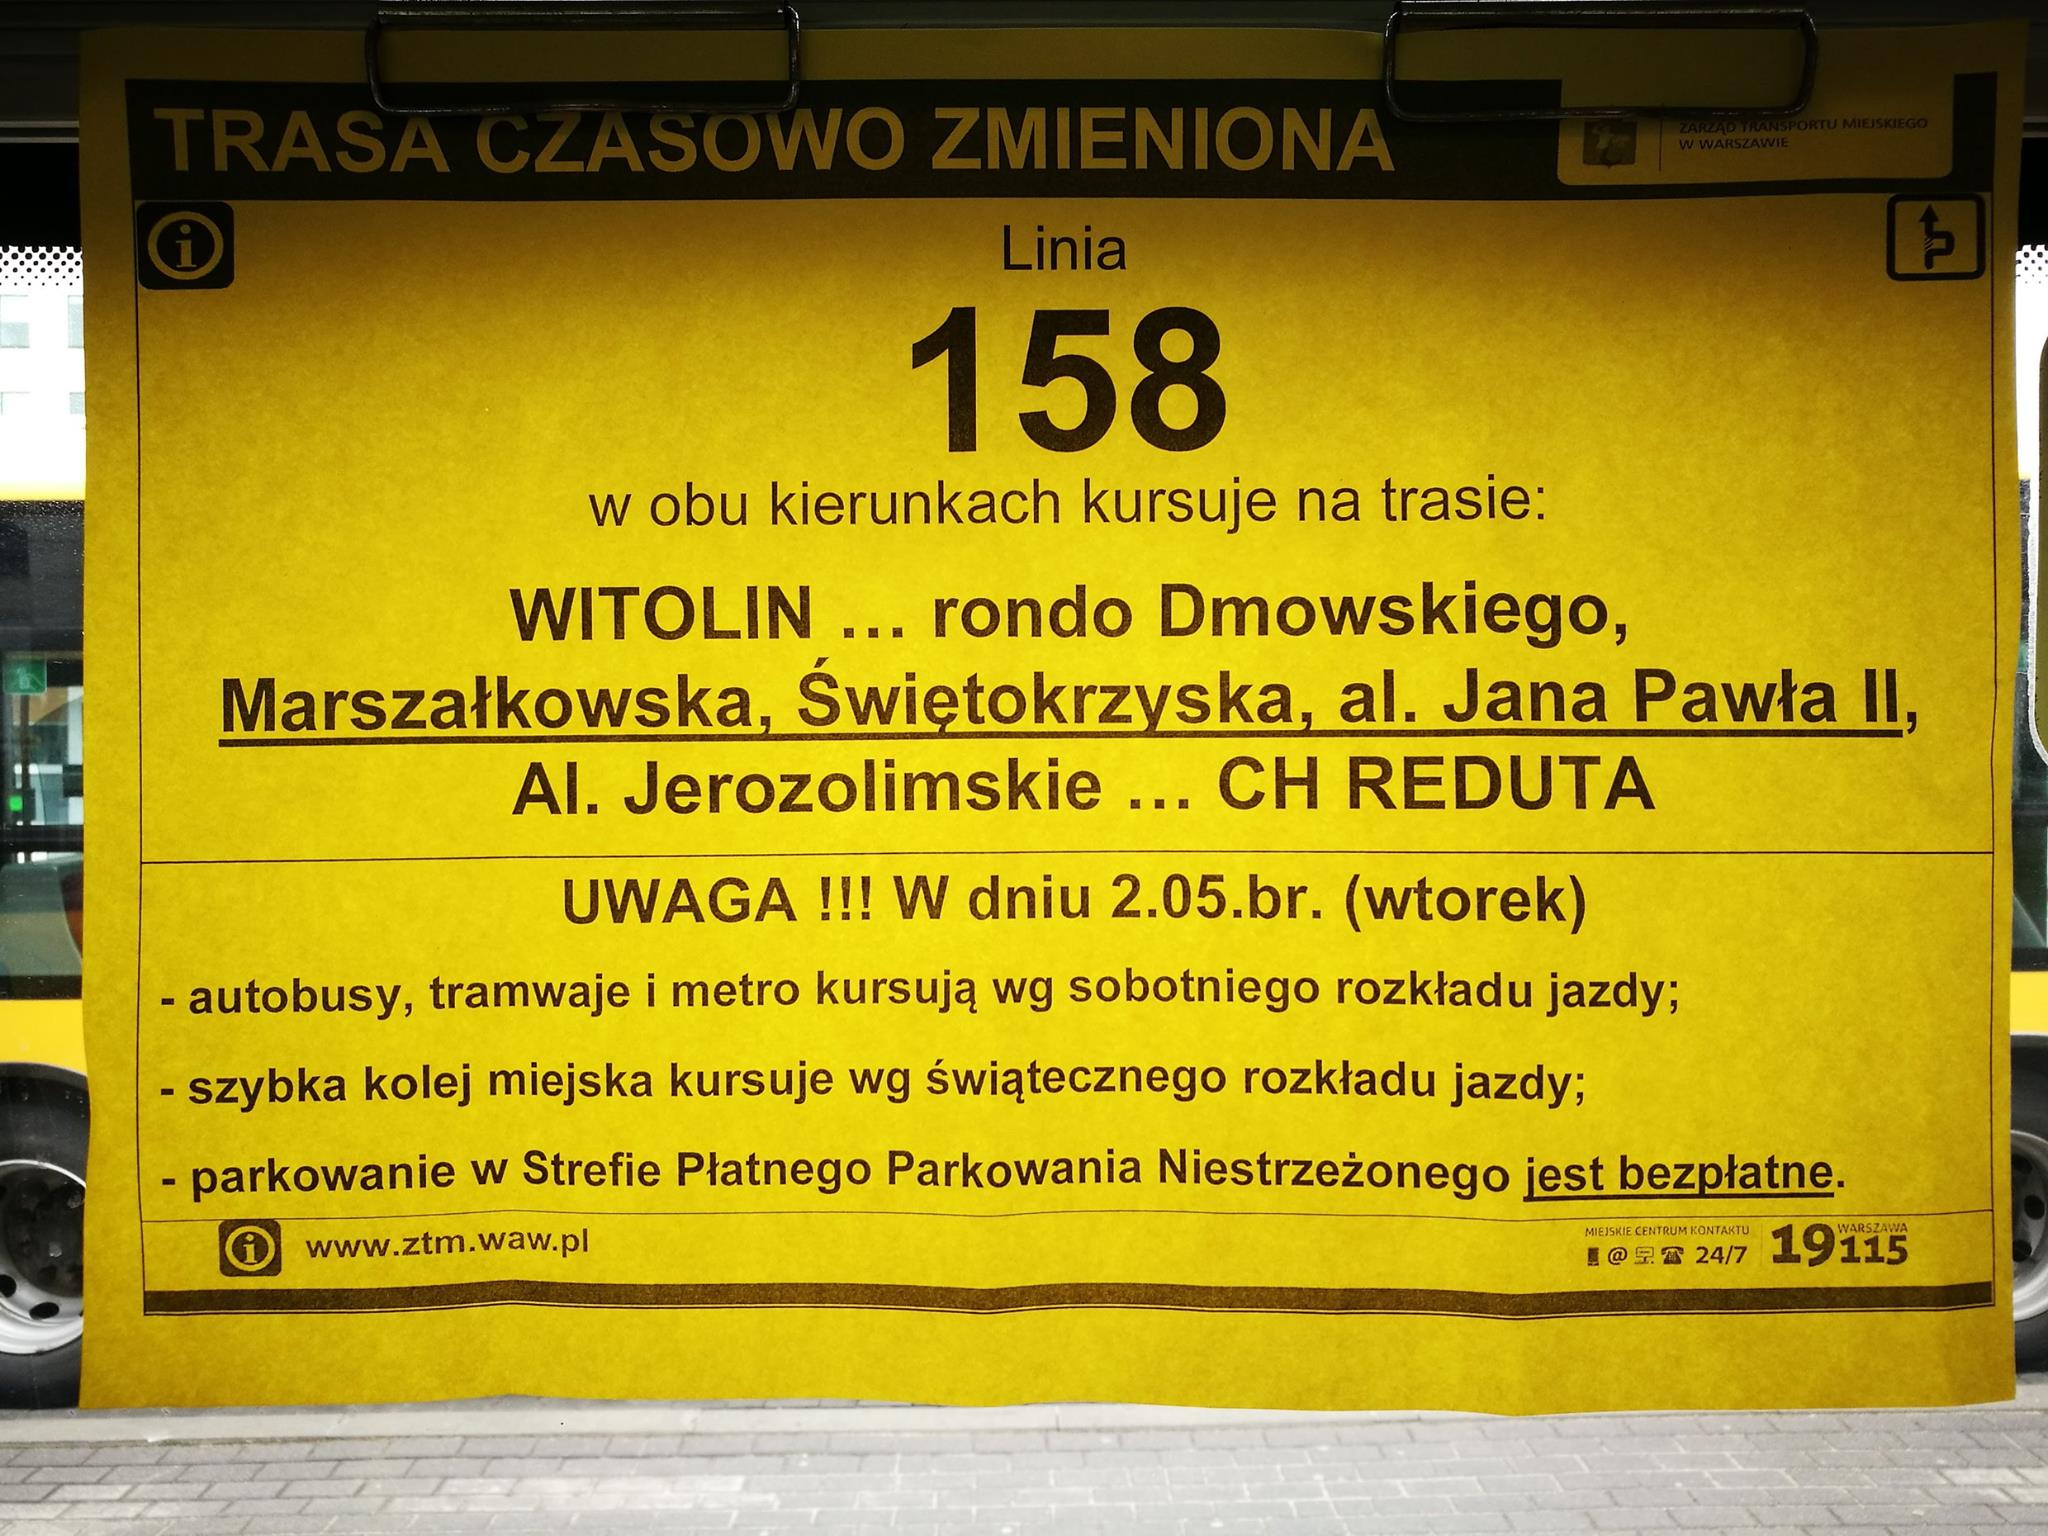 TRASA CZASOWO ZMIENIONA
ZARZĄD TRANSPORTU MIEJSKIEGO
W WARSZAWIE
Linia
158
w obu kierunkach kursuje na trasie:
WITOLIN ... rondo Dmowskiego,
Marszałkowska, Świętokrzyska, al. Jana Pawła II,
Al. Jerozolimskie ... CH REDUTA
UWAGA !!! W dniu 2.05.br. (wtorek)
- autobusy, tramwaje i metro kursują wg sobotniego rozkładu jazdy;
- szybka kolej miejska kursuje wg świątecznego rozkładu jazdy;
- parkowanie w Strefie Płatnego Parkowania Niestrzeżonego jest bezpłatne.
www.ztm.waw.pl
MIEJSKIE CENTRUM KONTAKTU
@ 24/7
WARSZAWA
19115